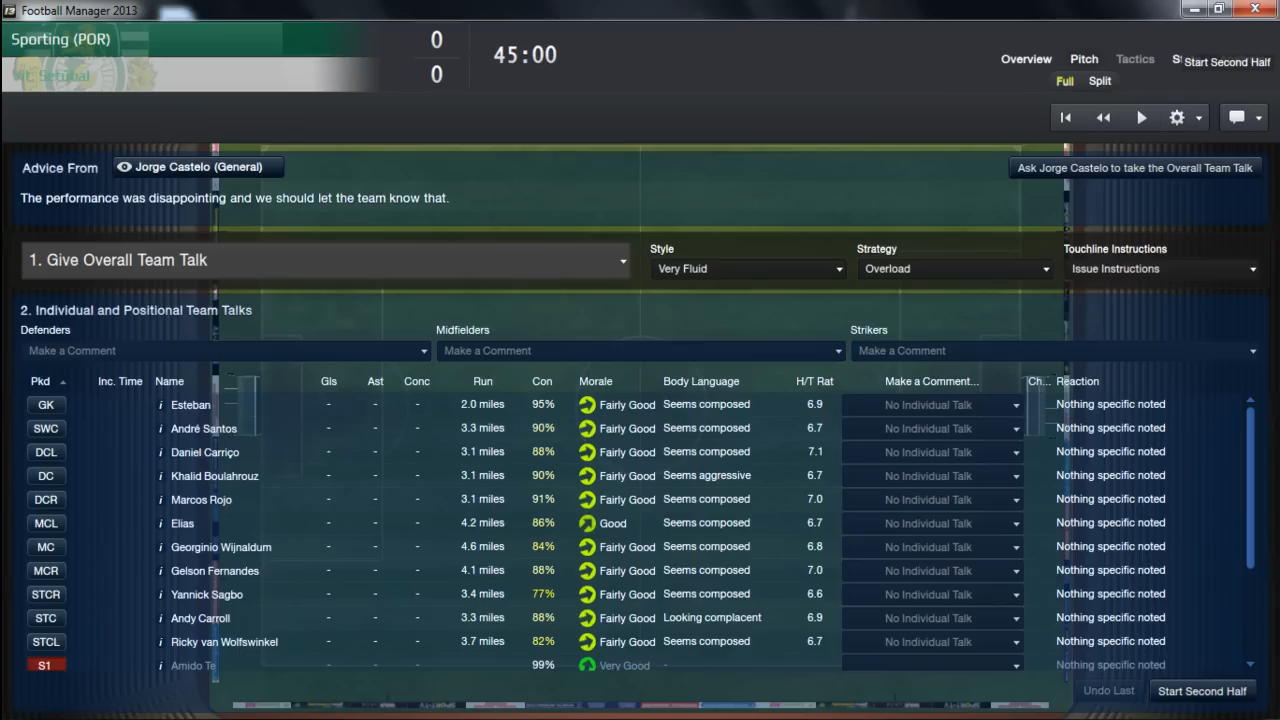 Football Manager 2013
Sporting (POR) 0
Vit. Setúbal 0
45:00
Overview Pitch Tactics Start Second Half
Full Split
Advice From Jorge Castelo (General) Ask Jorge Castelo to take the Overall Team Talk
The performance was disappointing and we should let the team know that.
Style Strategy Touchline Instructions
1. Give Overall Team Talk Very Fluid Overload Issue Instructions
2. Individual and Positional Team Talks
Defenders Midfielders Strikers
Make a Comment Make a Comment Make a Comment
Pkd Inc. Time Name Gls Ast Conc Run Con Morale Body Language H/T Rat Make a Comment... Ch... Reaction
GK i Esteban - - - 2.0 miles 95% Fairly Good Seems composed 6.9 No Individual Talk Nothing specific noted
SWC i André Santos - - - 3.3 miles 90% Fairly Good Seems composed 6.7 No Individual Talk Nothing specific noted
DCL i Daniel Carriço - - - 3.1 miles 88% Fairly Good Seems composed 7.1 No Individual Talk Nothing specific noted
DC i Khalid Boulahrouz - - - 3.1 miles 90% Fairly Good Seems aggressive 6.7 No Individual Talk Nothing specific noted
DCR i Marcos Rojo - - - 3.1 miles 91% Fairly Good Seems composed 7.0 No Individual Talk Nothing specific noted
MCL i Elias - - - 4.2 miles 86% Good Seems composed 6.7 No Individual Talk Nothing specific noted
MC i Georginio Wijnaldum - - - 4.6 miles 84% Fairly Good Seems composed 6.8 No Individual Talk Nothing specific noted
MCR i Gelson Fernandes - - - 4.1 miles 88% Fairly Good Seems composed 7.0 No Individual Talk Nothing specific noted
STCR i Yannick Sagbo - - - 3.4 miles 77% Fairly Good Seems composed 6.6 No Individual Talk Nothing specific noted
STC i Andy Carroll - - - 3.3 miles 88% Fairly Good Looking complacent 6.9 No Individual Talk Nothing specific noted
STCL i Ricky van Wolfswinkel - - - 3.7 miles 82% Fairly Good Seems composed 6.7 No Individual Talk Nothing specific noted
S1 i Amido Te 99% Very Good - Nothing specific noted
Undo Last Start Second Half